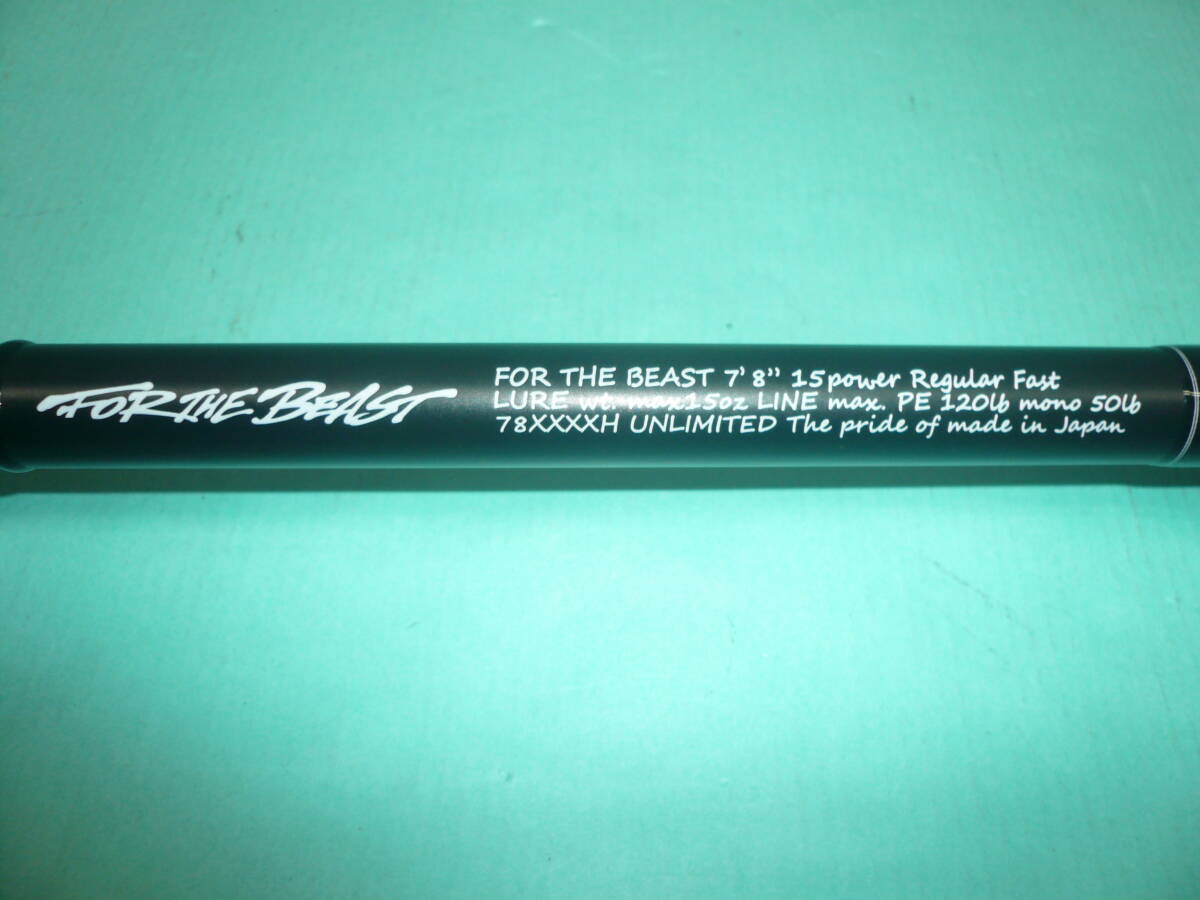 FOR THE BEAST
FOR THE BEAST 7'8" 15power Regular Fast
LURE wt. max15oz LINE max. PE 120lb mono 50lb
78XXXXH UNLIMITED The pride of made in Japan